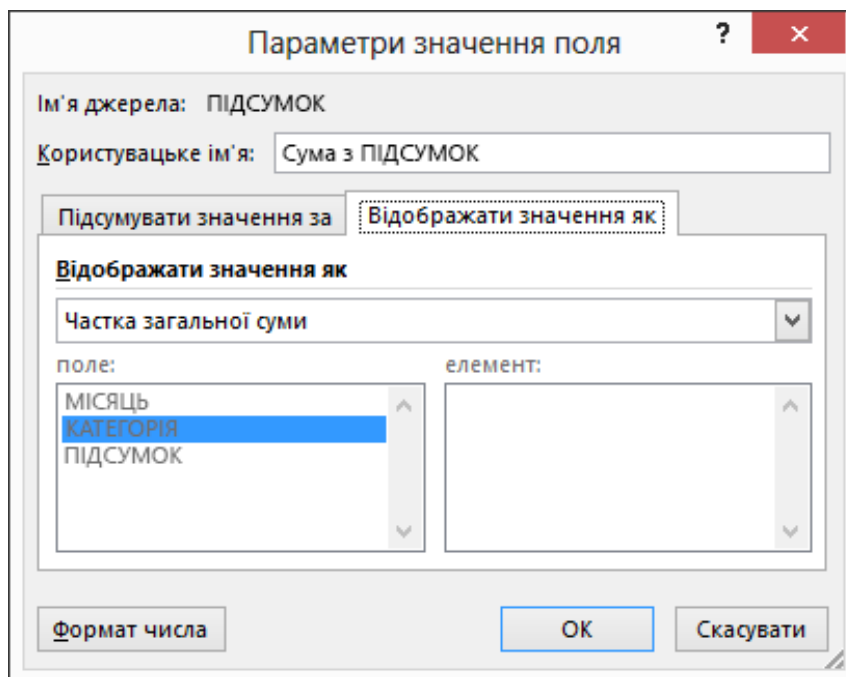 Параметри значення поля
?
Ім'я джерела: ПІДСУМОК
Користувацьке ім'я: Сума з ПІДСУМОК
Підсумувати значення за Відображати значення як
Відображати значення як
Частка загальної суми
поле: елемент:
МІСЯЦЬ
КАТЕГОРІЯ
ПІДСУМОК
Формат числа ОК Скасувати